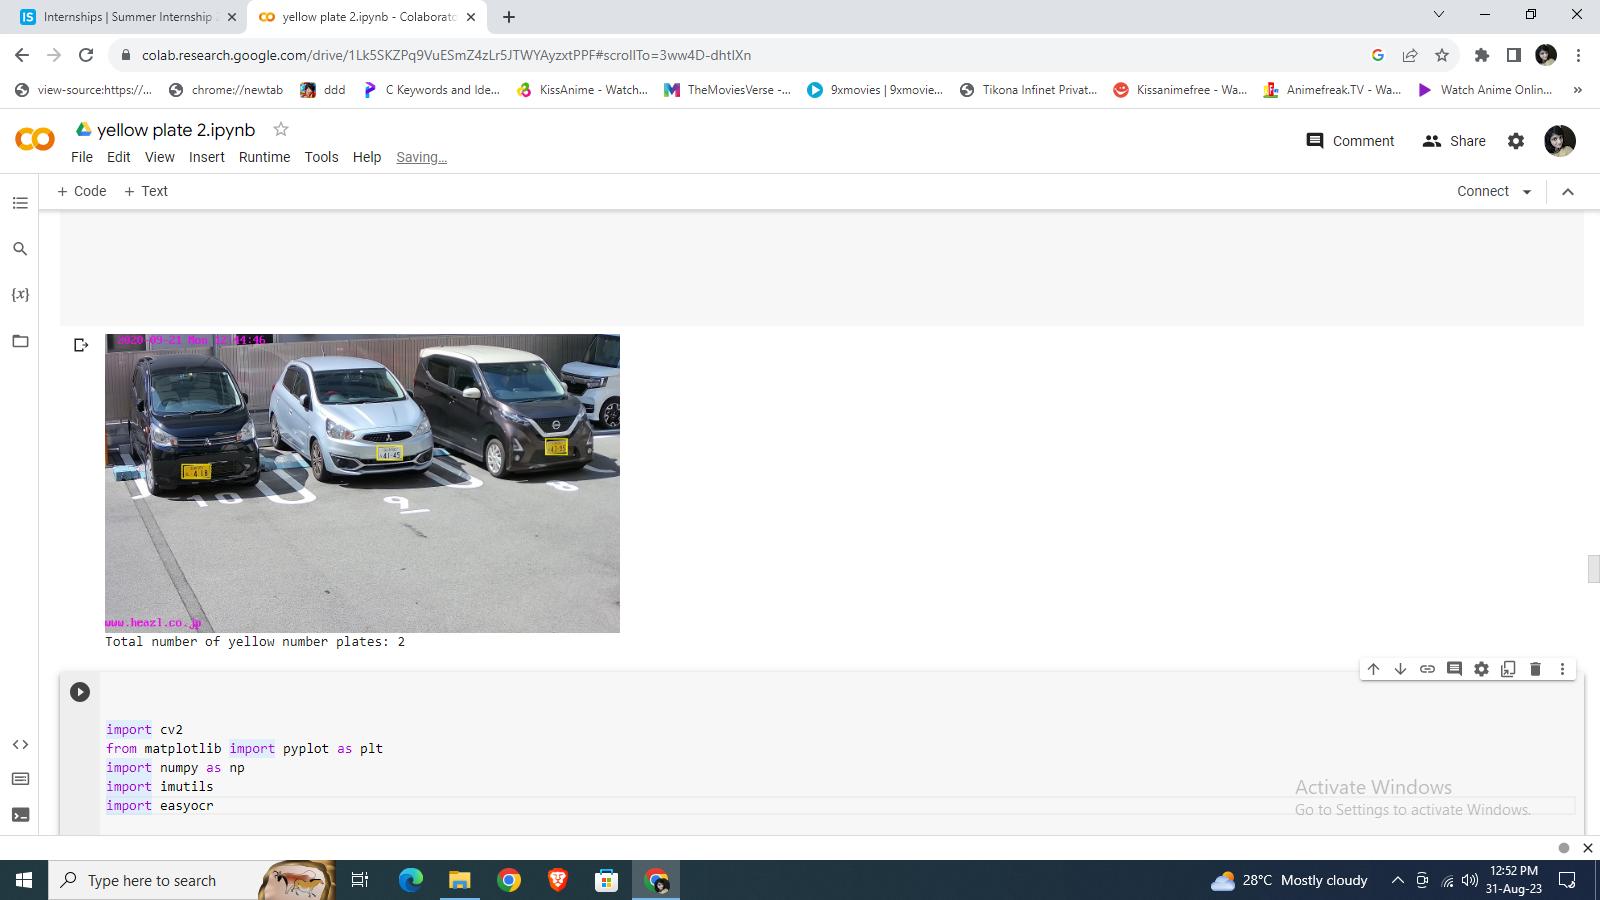 Internships | Summer Internship
yellow plate 2.ipynb - Colaborato
colab.research.google.com/drive/1Lk5SKZPq9VuESmZ4zLr5JTWYAyzxtPPF#scrollTo=3ww4D-dhtlXn
view-source:https://...
chrome://newtab
ddd
C Keywords and Ide...
KissAnime - Watch...
TheMoviesVerse -...
9xmovies | 9xmovie...
Tikona Infinet Privat...
Kissanimefree - Wa...
Animefreak.TV - Wa...
Watch Anime Onlin...
»
CO
yellow plate 2.ipynb
Comment
Share
File Edit View Insert Runtime Tools Help Saving...
+ Code + Text
Connect
{x}
2020-09-21 Mon 12:44:46
41-45
10
9
8
www.heazl.co.jp
Total number of yellow number plates: 2
import cv2
from matplotlib import pyplot as plt
import numpy as np
import imutils
import easyocr
Activate Windows
Go to Settings to activate Windows.
Type here to search
28°C Mostly cloudy
12:52 PM
31-Aug-23